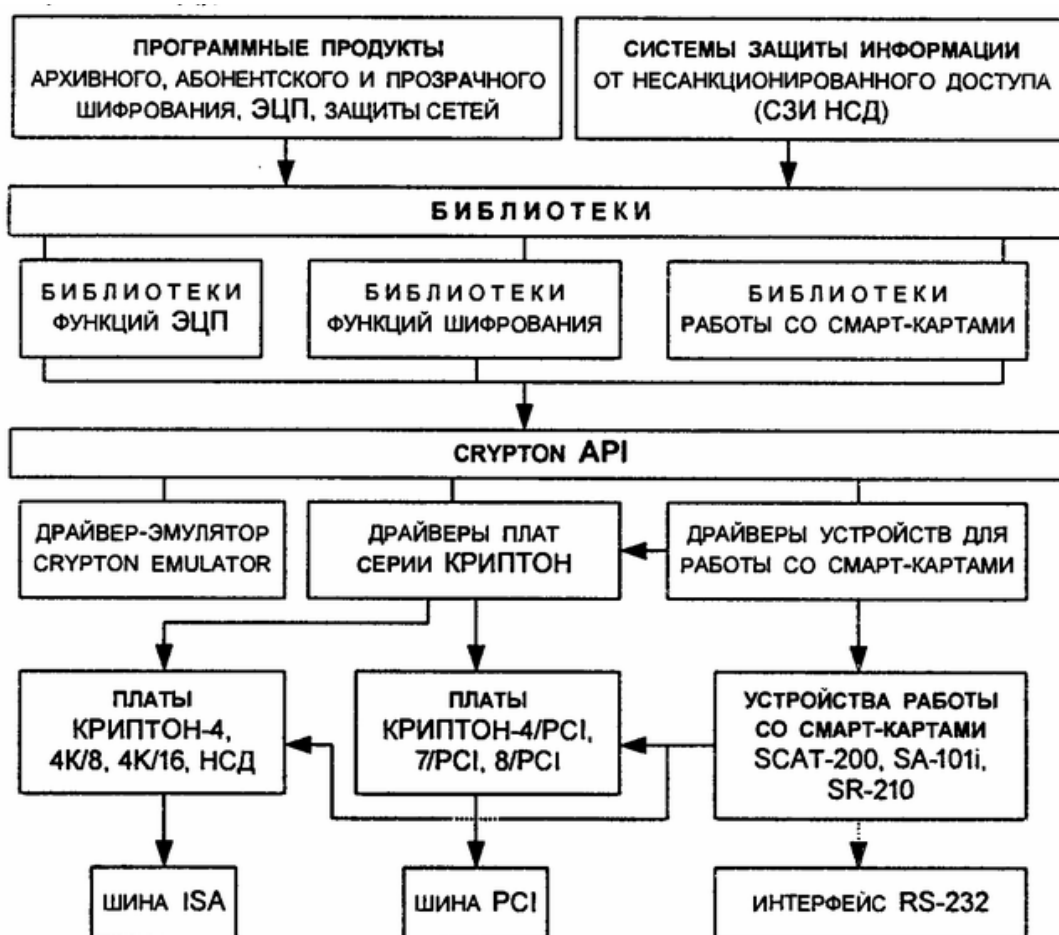 ПРОГРАММНЫЕ ПРОДУКТЫ
АРХИВНОГО, АБОНЕНТСКОГО И ПРОЗРАЧНОГО
ШИФРОВАНИЯ, ЭЦП, ЗАЩИТЫ СЕТЕЙ
СИСТЕМЫ ЗАЩИТЫ ИНФОРМАЦИИ
ОТ НЕСАНКЦИОНИРОВАННОГО ДОСТУПА
(СЗИ НСД)
БИБЛИОТЕКИ
БИБЛИОТЕКИ
ФУНКЦИЙ ЭЦП
БИБЛИОТЕКИ
ФУНКЦИЙ ШИФРОВАНИЯ
БИБЛИОТЕКИ
РАБОТЫ СО СМАРТ-КАРТАМИ
CRYPTON API
ДРАЙВЕР-ЭМУЛЯТОР
CRYPTON EMULATOR
ДРАЙВЕРЫ ПЛАТ
СЕРИИ КРИПТОН
ДРАЙВЕРЫ УСТРОЙСТВ ДЛЯ
РАБОТЫ СО СМАРТ-КАРТАМИ
ПЛАТЫ
КРИПТОН-4,
4К/8, 4К/16, НСД
ПЛАТЫ
КРИПТОН-4/PCI,
7/PCI, 8/PCI
УСТРОЙСТВА РАБОТЫ
СО СМАРТ-КАРТАМИ
SCAT-200, SA-101i,
SR-210
ШИНА ISA
ШИНА PCI
ИНТЕРФЕЙС RS-232